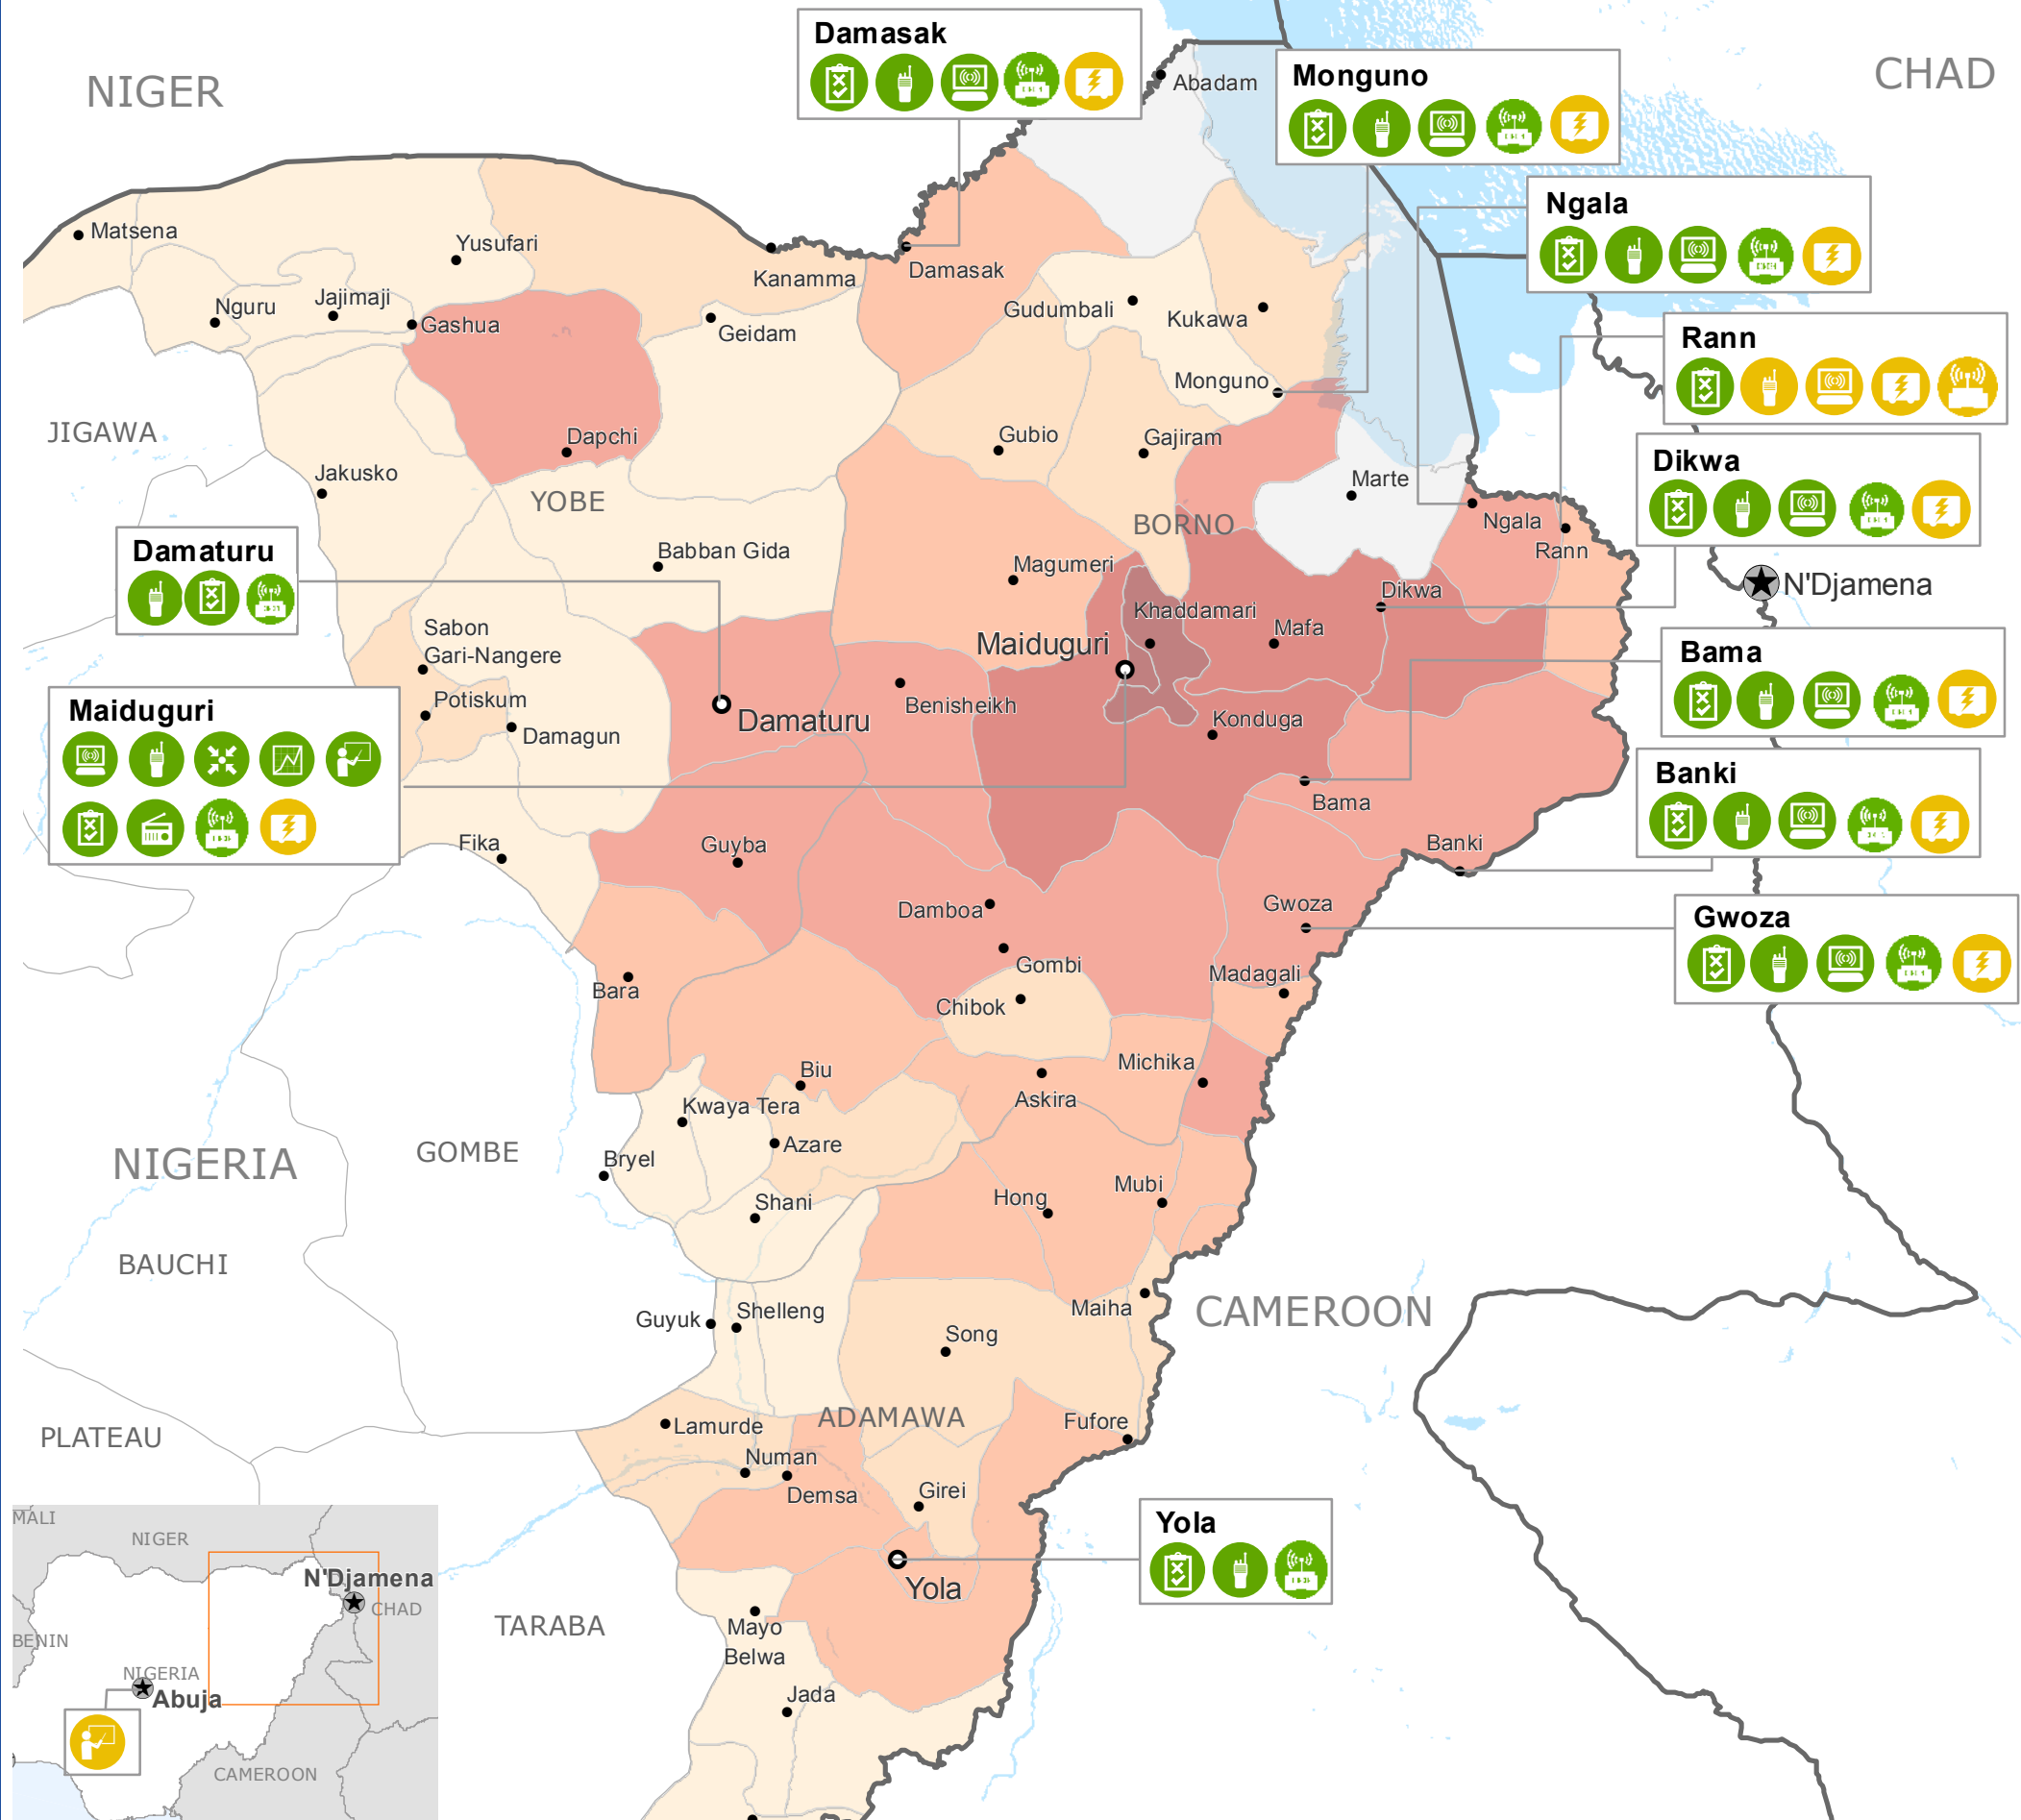 Damasak
NIGER
Abadam
Monguno
CHAD
Ngala
Matsena
Yusufari
Kanamma
Damasak
Nguru
Jajimaji
Gashua
Geidam
Gudumbali
Kukawa
Rann
Monguno
JIGAWA
Dapchi
Gubio
Gajiram
Dikwa
Jakusko
Marte
YOBE
BORNO
Ngala
Rann
Damaturu
Babban Gida
Magumeri
Dikwa
N'Djamena
Khaddamari
Mafa
Sabon
Gari-Nangere
Maiduguri
Bama
Maiduguri
Potiskum
Damagun
Damaturu
Benisheikh
Konduga
Banki
Bama
Fika
Guyba
Banki
Damboa
Gwoza
Gwoza
Gombi
Madagali
Bara
Chibok
Biu
Michika
Askira
Kwaya Tera
Azare
NIGERIA
GOMBE
Bryel
Shani
Hong
Mubi
BAUCHI
Guyuk
Shelleng
Maiha
CAMEROON
Song
PLATEAU
Lamurde
ADAMAWA
Fufore
Numan
Demsa
Girei
Yola
Yola
MALI
NIGER
N'Djamena
CHAD
BENIN
TARABA
Mayo
Belwa
NIGERIA
Abuja
Jada
CAMEROON